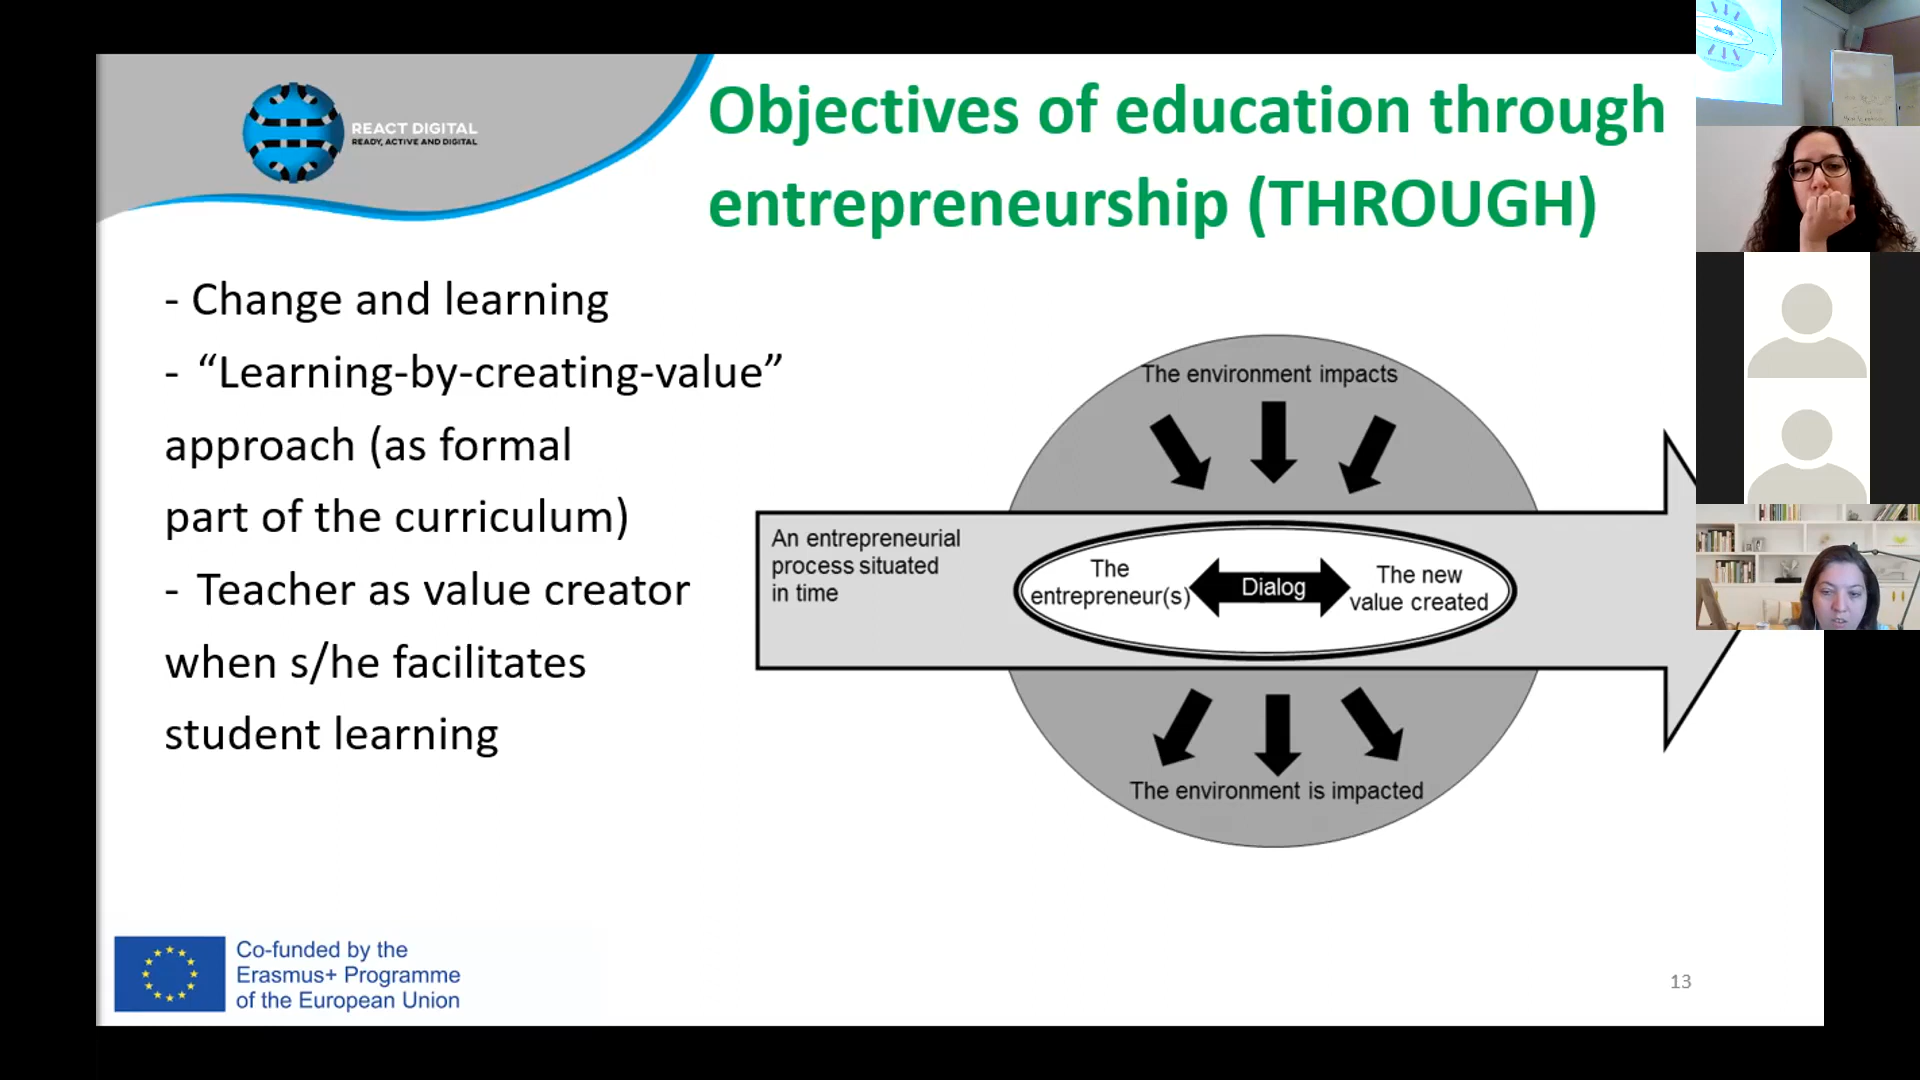 REACT DIGITAL
READY, ACTIVE AND DIGITAL
Objectives of education through
entrepreneurship (THROUGH)
- Change and learning
- “Learning-by-creating-value”
approach (as formal
part of the curriculum)
- Teacher as value creator
when s/he facilitates
student learning
The environment impacts
An entrepreneurial
process situated
in time
The
entrepreneur(s)
Dialog
The new
value created
The environment is impacted
Co-funded by the
Erasmus+ Programme
of the European Union
13